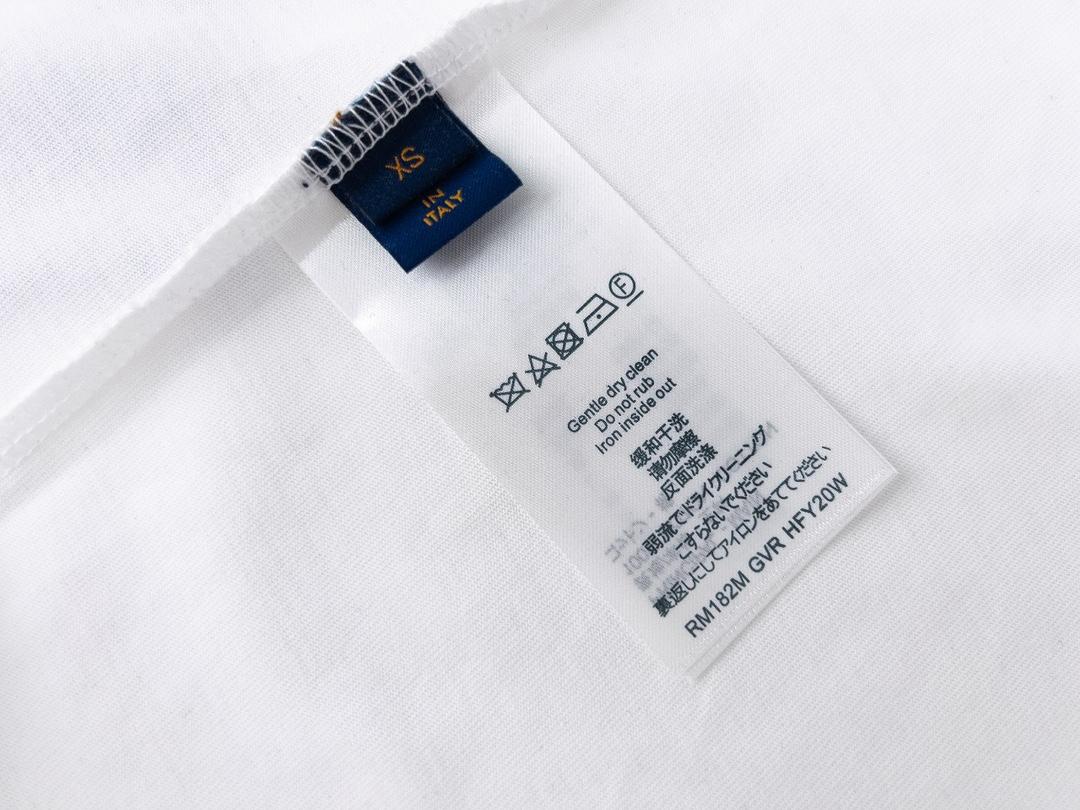 XS
IN
ITALY
F
Gentle dry clean
Do not rub
Iron inside out
缓和干洗
请勿摩擦
反面洗涤
弱流でドライクリーニング
こすらないでください
裏返しにしてアイロンをあててください
RM182M GVR HFY20W